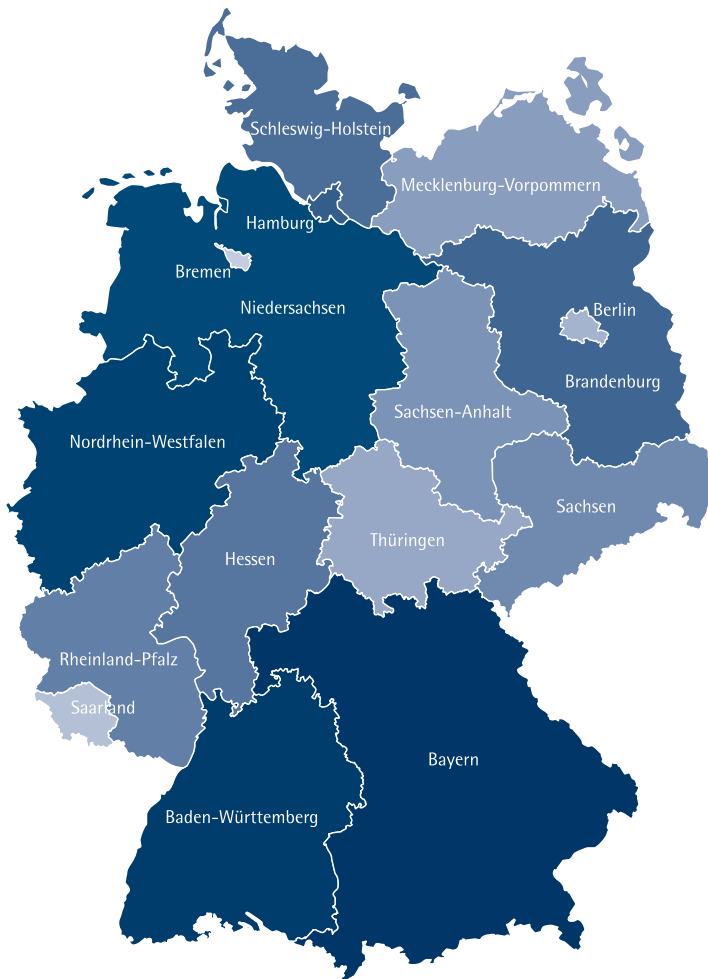 Schleswig-Holstein
Mecklenburg-Vorpommern
Hamburg
Bremen
Niedersachsen
Berlin
Brandenburg
Sachsen-Anhalt
Nordrhein-Westfalen
Sachsen
Thüringen
Hessen
Rheinland-Pfalz
Saarland
Bayern
Baden-Württemberg